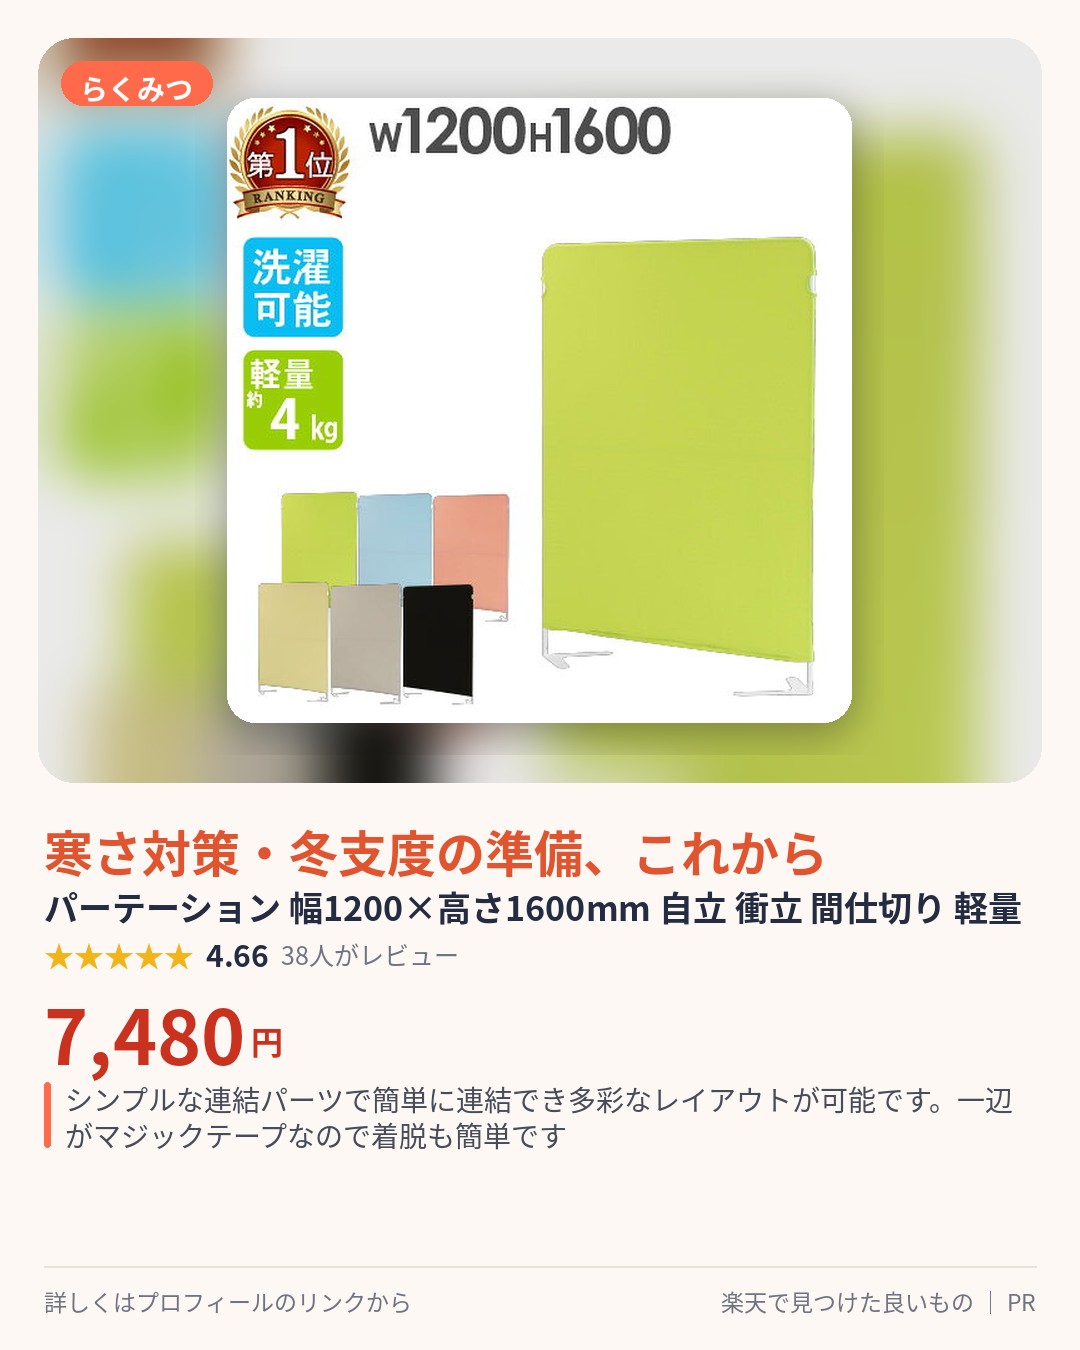 らくみつ
W1200H1600
第1位
RANKING
洗濯
可能
軽量
約4kg
寒さ対策・冬支度の準備、これから
パーテーション 幅1200×高さ1600mm 自立 衝立 間仕切り 軽量
★★★★★ 4.66 38人がレビュー
7,480円
シンプルな連結パーツで簡単に連結でき多彩なレイアウトが可能です。一辺
がマジックテープなので着脱も簡単です
詳しくはプロフィールのリンクから
楽天で見つけた良いもの｜PR